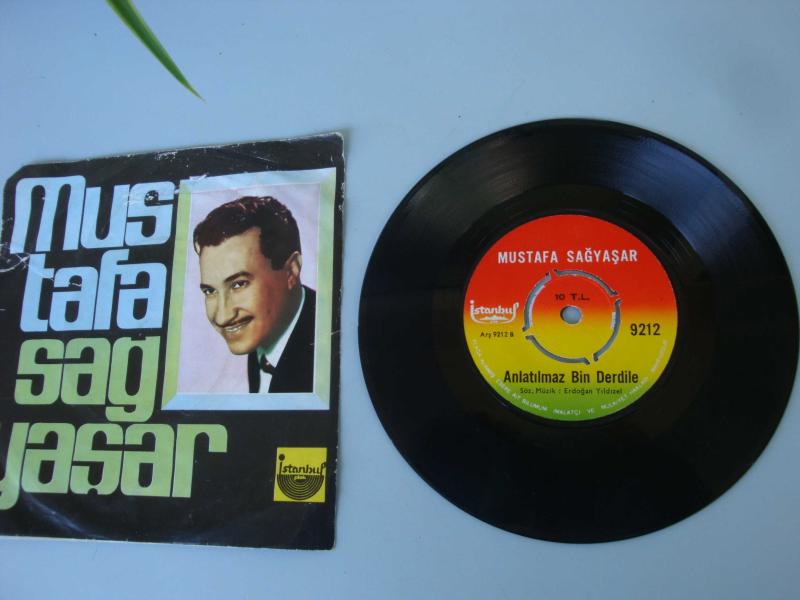 Mus
tafa
sağ
yaşar
istanbul
plak
MUSTAFA SAĞYAŞAR
10 T.L.
istanbul
Arş 9212 B
9212
Anlatılmaz Bin Derdile
Söz, Müzik : Erdoğan Yıldızel